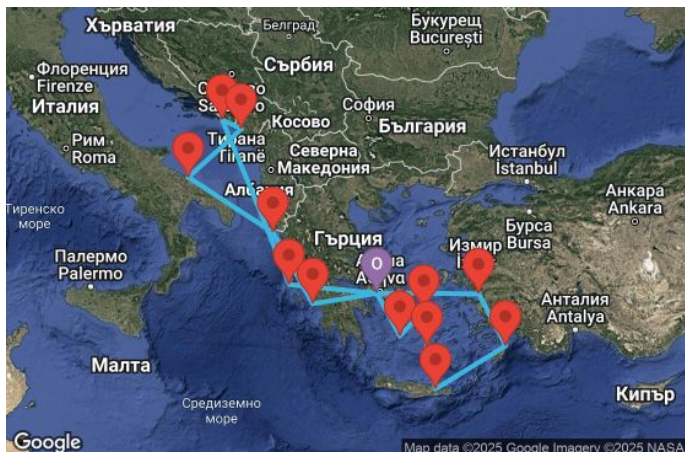 Хърватия
Белград
Букурещ
București
Флоренция
Firenze
Сърбия
Италия
София
Косово
България
Рим
Roma
Тирана
Tiranë
Северна
Македония
Истанбул
İstanbul
Албания
Анкара
Ankara
Тиренско
море
Бурса
Bursa
Гърция
Измир
Палермо
Palermo
O
Анталия
Antalya
Малта
Средиземно
море
Кипър
Google
Map data ©2025 Google Imagery ©2025 NASA